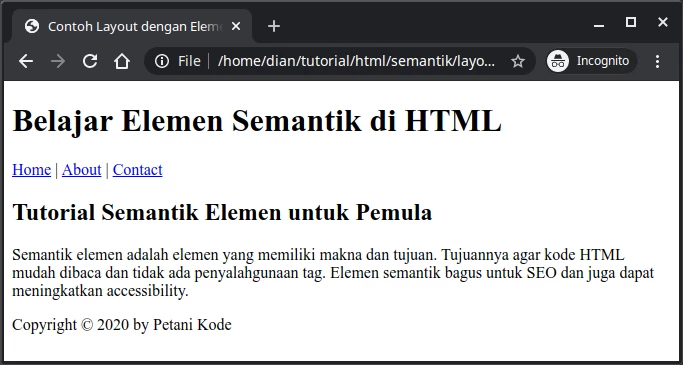 Contoh Layout dengan Eleme
File
/home/dian/tutorial/html/semantik/layo...
Incognito
Belajar Elemen Semantik di HTML
Home | About | Contact
Tutorial Semantik Elemen untuk Pemula
Semantik elemen adalah elemen yang memiliki makna dan tujuan. Tujuannya agar kode HTML
mudah dibaca dan tidak ada penyalahgunaan tag. Elemen semantik bagus untuk SEO dan juga dapat
meningkatkan accessibility.
Copyright © 2020 by Petani Kode